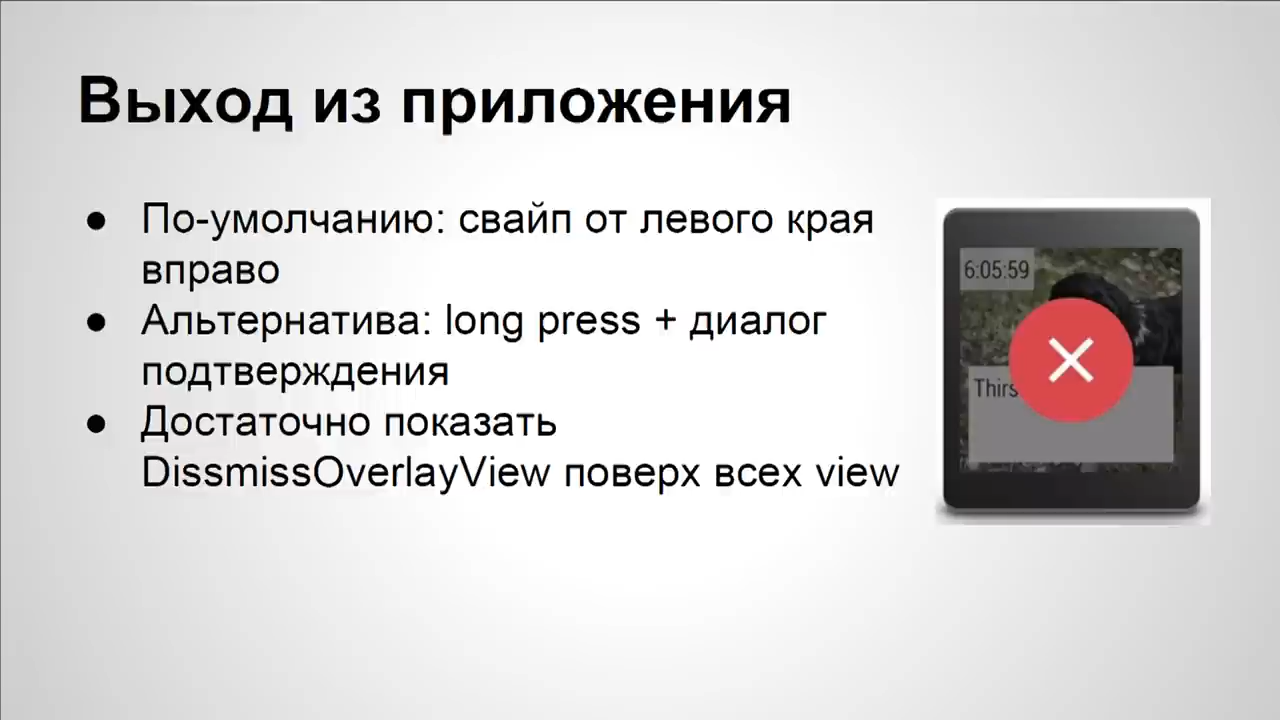 Выход из приложения
● По-умолчанию: свайп от левого края
вправо
● Альтернатива: long press + диалог
подтверждения
● Достаточно показать
DissmissOverlayView поверх всех view
6:05:59
Thirs